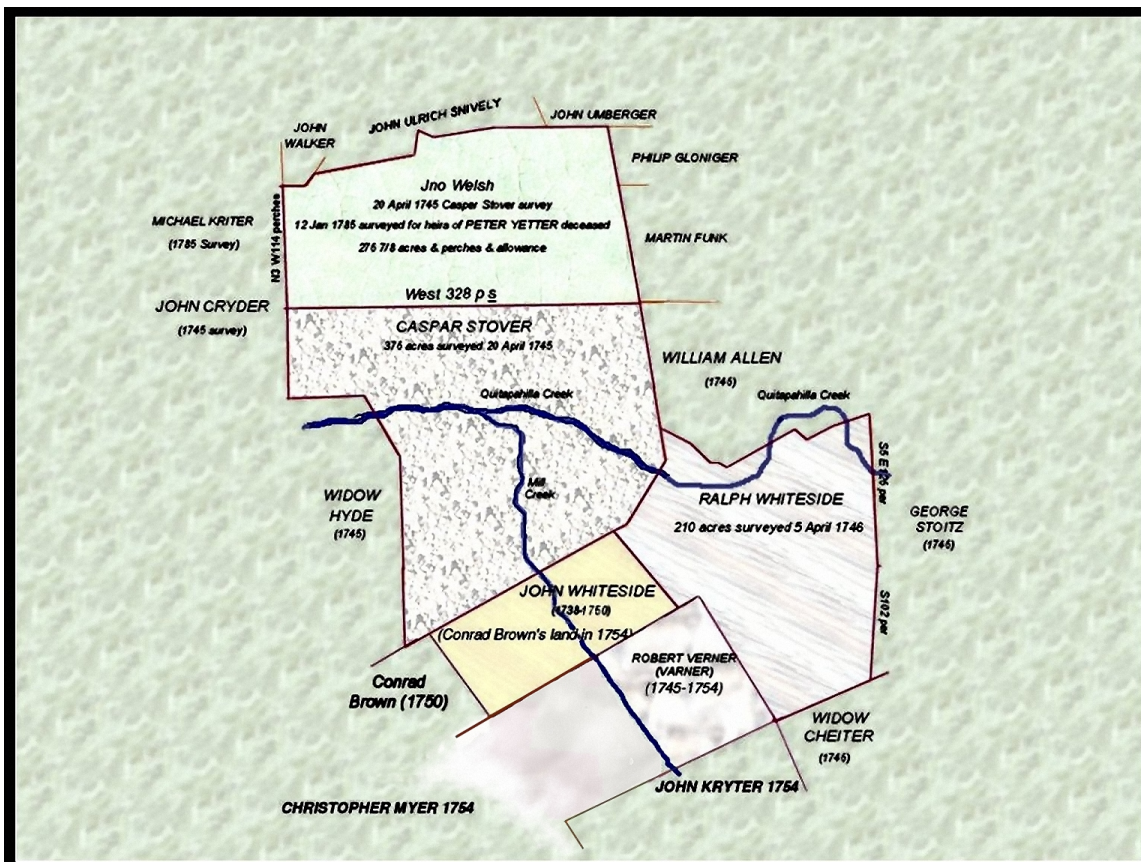 JOHN ULRICH SNIVELY
JOHN UMBERGER
JOHN
WALKER
PHILIP GLONIGER
Jno Welsh
20 April 1745 Casper Stover survey
MICHAEL KRITER
(1785 Survey)
12 Jan 1785 surveyed for heirs of PETER YETTER deceased
276 7/8 acres & perches & allowance
N3 W114 perches
MARTIN FUNK
West 328 p s
JOHN CRYDER
(1745 survey)
CASPAR STOVER
376 acres surveyed 20 April 1745
WILLIAM ALLEN
(1745)
Quitapahilla Creek
Quitapahilla Creek
Mill
Creek
WIDOW
HYDE
(1745)
RALPH WHITESIDE
210 acres surveyed 5 April 1746
S5 E126 per
GEORGE
STOITZ
(1746)
S102 per
JOHN WHITESIDE
(1738-1750)
(Conrad Brown's land in 1754)
ROBERT VERNER
(VARNER)
(1745-1754)
Conrad
Brown (1750)
WIDOW
CHEITER
(1746)
JOHN KRYTER 1754
CHRISTOPHER MYER 1754